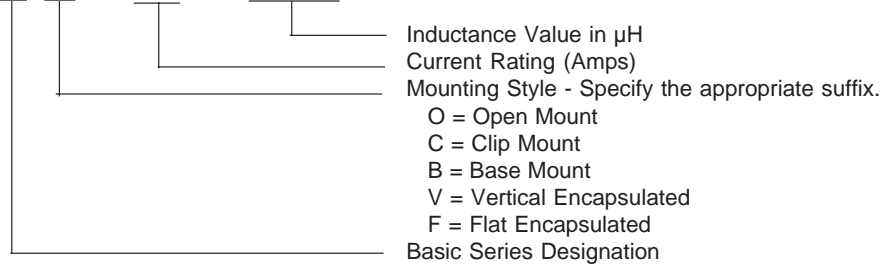 Inductance Value in µH
Current Rating (Amps)
Mounting Style - Specify the appropriate suffix.
O = Open Mount
C = Clip Mount
B = Base Mount
V = Vertical Encapsulated
F = Flat Encapsulated
Basic Series Designation